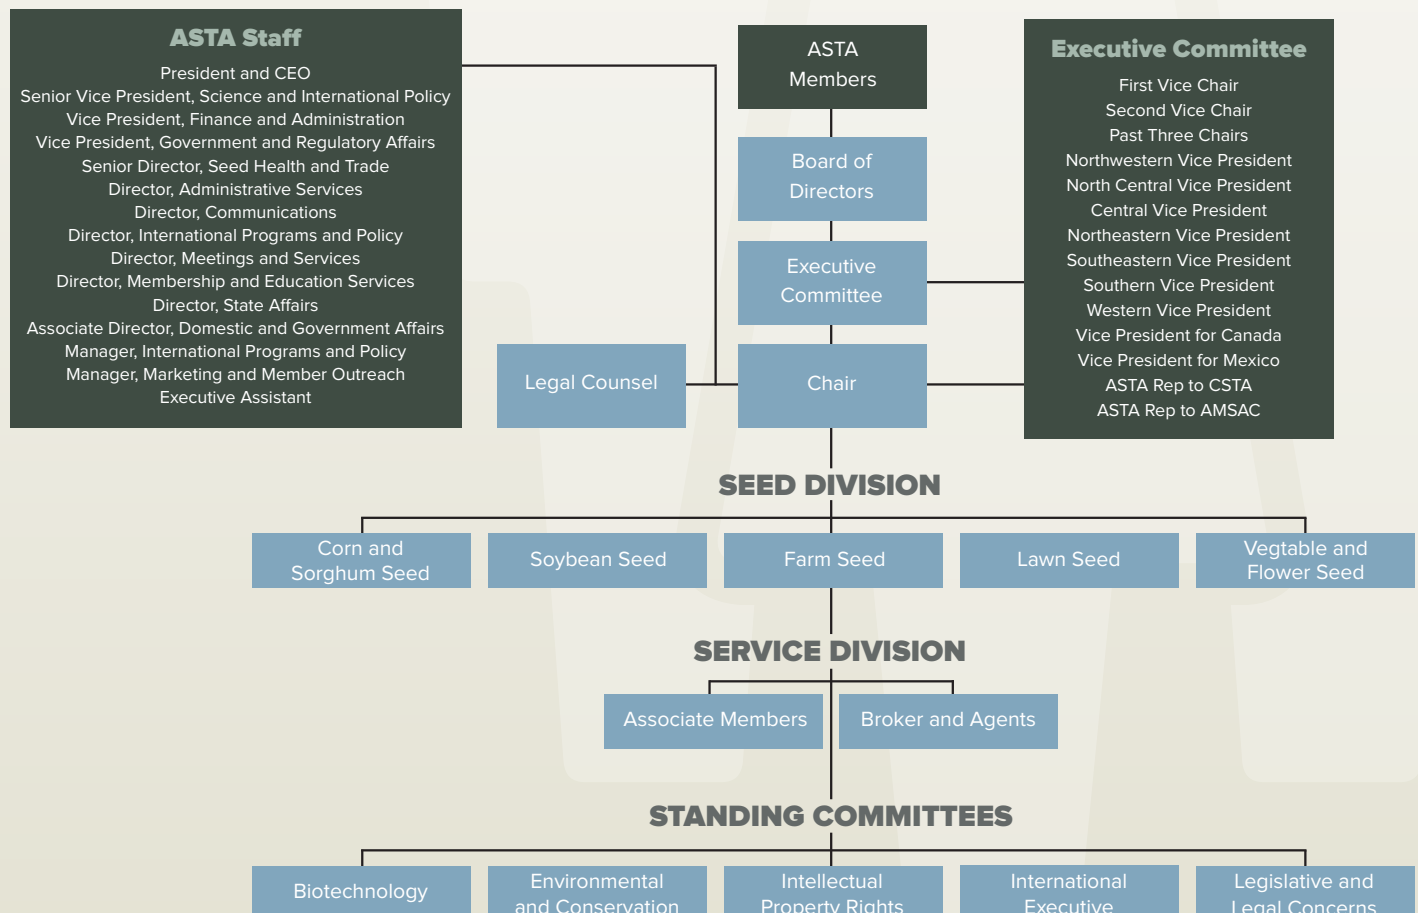 ASTA Staff
President and CEO
Senior Vice President, Science and International Policy
Vice President, Finance and Administration
Vice President, Government and Regulatory Affairs
Senior Director, Seed Health and Trade
Director, Administrative Services
Director, Communications
Director, International Programs and Policy
Director, Meetings and Services
Director, Membership and Education Services
Director, State Affairs
Associate Director, Domestic and Government Affairs
Manager, International Programs and Policy
Manager, Marketing and Member Outreach
Executive Assistant
ASTA
Members
Board of
Directors
Executive
Committee
Legal Counsel
Chair
Executive Committee
First Vice Chair
Second Vice Chair
Past Three Chairs
Northwestern Vice President
North Central Vice President
Central Vice President
Northeastern Vice President
Southeastern Vice President
Southern Vice President
Western Vice President
Vice President for Canada
Vice President for Mexico
ASTA Rep to CSTA
ASTA Rep to AMSAC
SEED DIVISION
Corn and
Sorghum Seed
Soybean Seed
Farm Seed
Lawn Seed
Vegtable and
Flower Seed
SERVICE DIVISION
Associate Members
Broker and Agents
STANDING COMMITTEES
Biotechnology
Environmental
and Conservation
Intellectual
Property Rights
International
Executive
Legislative and
Legal Concerns